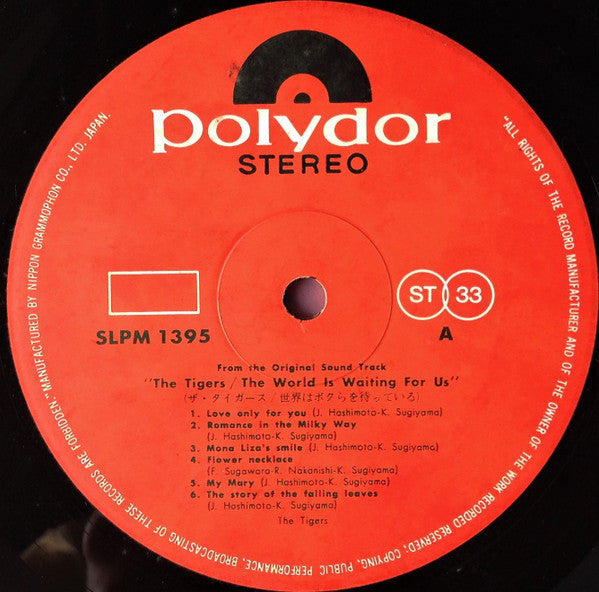 polydor
STEREO
SLPM 1395
ST 33
A
From the Original Sound Track
"The Tigers / The World Is Waiting For Us"
(ザ・タイガース / 世界はボクらを待っている)
1. Love only for you (J. Hashimoto-K. Sugiyama)
2. Romance in the Milky Way
(J. Hashimoto-K. Sugiyama)
3. Mona Liza's smile (J. Hashimoto-K. Sugiyama)
4. Flower necklace
(F. Sugawara-R. Nakanishi-K. Sugiyama)
5. My Mary (J. Hashimoto-K. Sugiyama)
6. The story of the falling leaves
(J. Hashimoto-K. Sugiyama)
The Tigers
"ALL RIGHTS OF THE RECORD MANUFACTURER AND OF THE OWNER OF THE WORK RECORDED RESERVED; COPYING, PUBLIC PERFORMANCE, BROADCASTING OF THESE RECORDS ARE FORBIDDEN" MANUFACTURED BY NIPPON GRAMMOPHON CO., LTD. JAPAN.